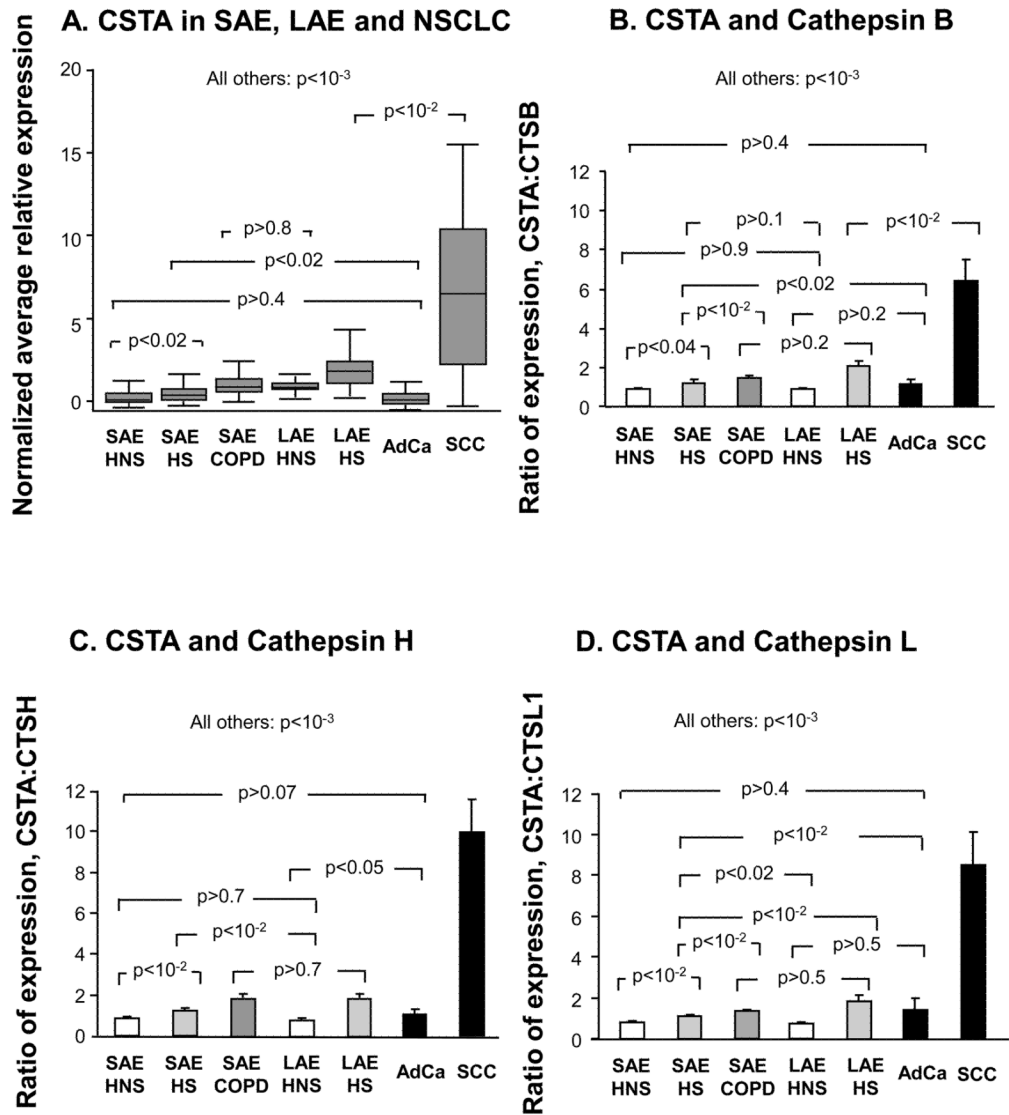 A. CSTA in SAE, LAE and NSCLC
Normalized average relative expression
20
15
10
5
0
All others: p<10-3
p<10-2
p>0.8
p<0.02
p>0.4
p<0.02
SAE HNS
SAE HS
SAE COPD
LAE HNS
LAE HS
AdCa
SCC
B. CSTA and Cathepsin B
Ratio of expression, CSTA:CTSB
All others: p<10-3
12
10
8
6
4
2
0
p>0.4
p>0.1
p<10-2
p>0.9
p<0.02
p<10-2
p>0.2
p<0.04
p>0.2
SAE HNS
SAE HS
SAE COPD
LAE HNS
LAE HS
AdCa
SCC
C. CSTA and Cathepsin H
Ratio of expression, CSTA:CTSH
All others: p<10-3
12
10
8
6
4
2
0
p>0.07
p<0.05
p>0.7
p<10-2
p<10-2
p>0.7
SAE HNS
SAE HS
SAE COPD
LAE HNS
LAE HS
AdCa
SCC
D. CSTA and Cathepsin L
Ratio of expression, CSTA:CTSL1
All others: p<10-3
12
10
8
6
4
2
0
p>0.4
p<10-2
p<0.02
p<10-2
p<10-2
p>0.5
p<10-2
p>0.5
SAE HNS
SAE HS
SAE COPD
LAE HNS
LAE HS
AdCa
SCC